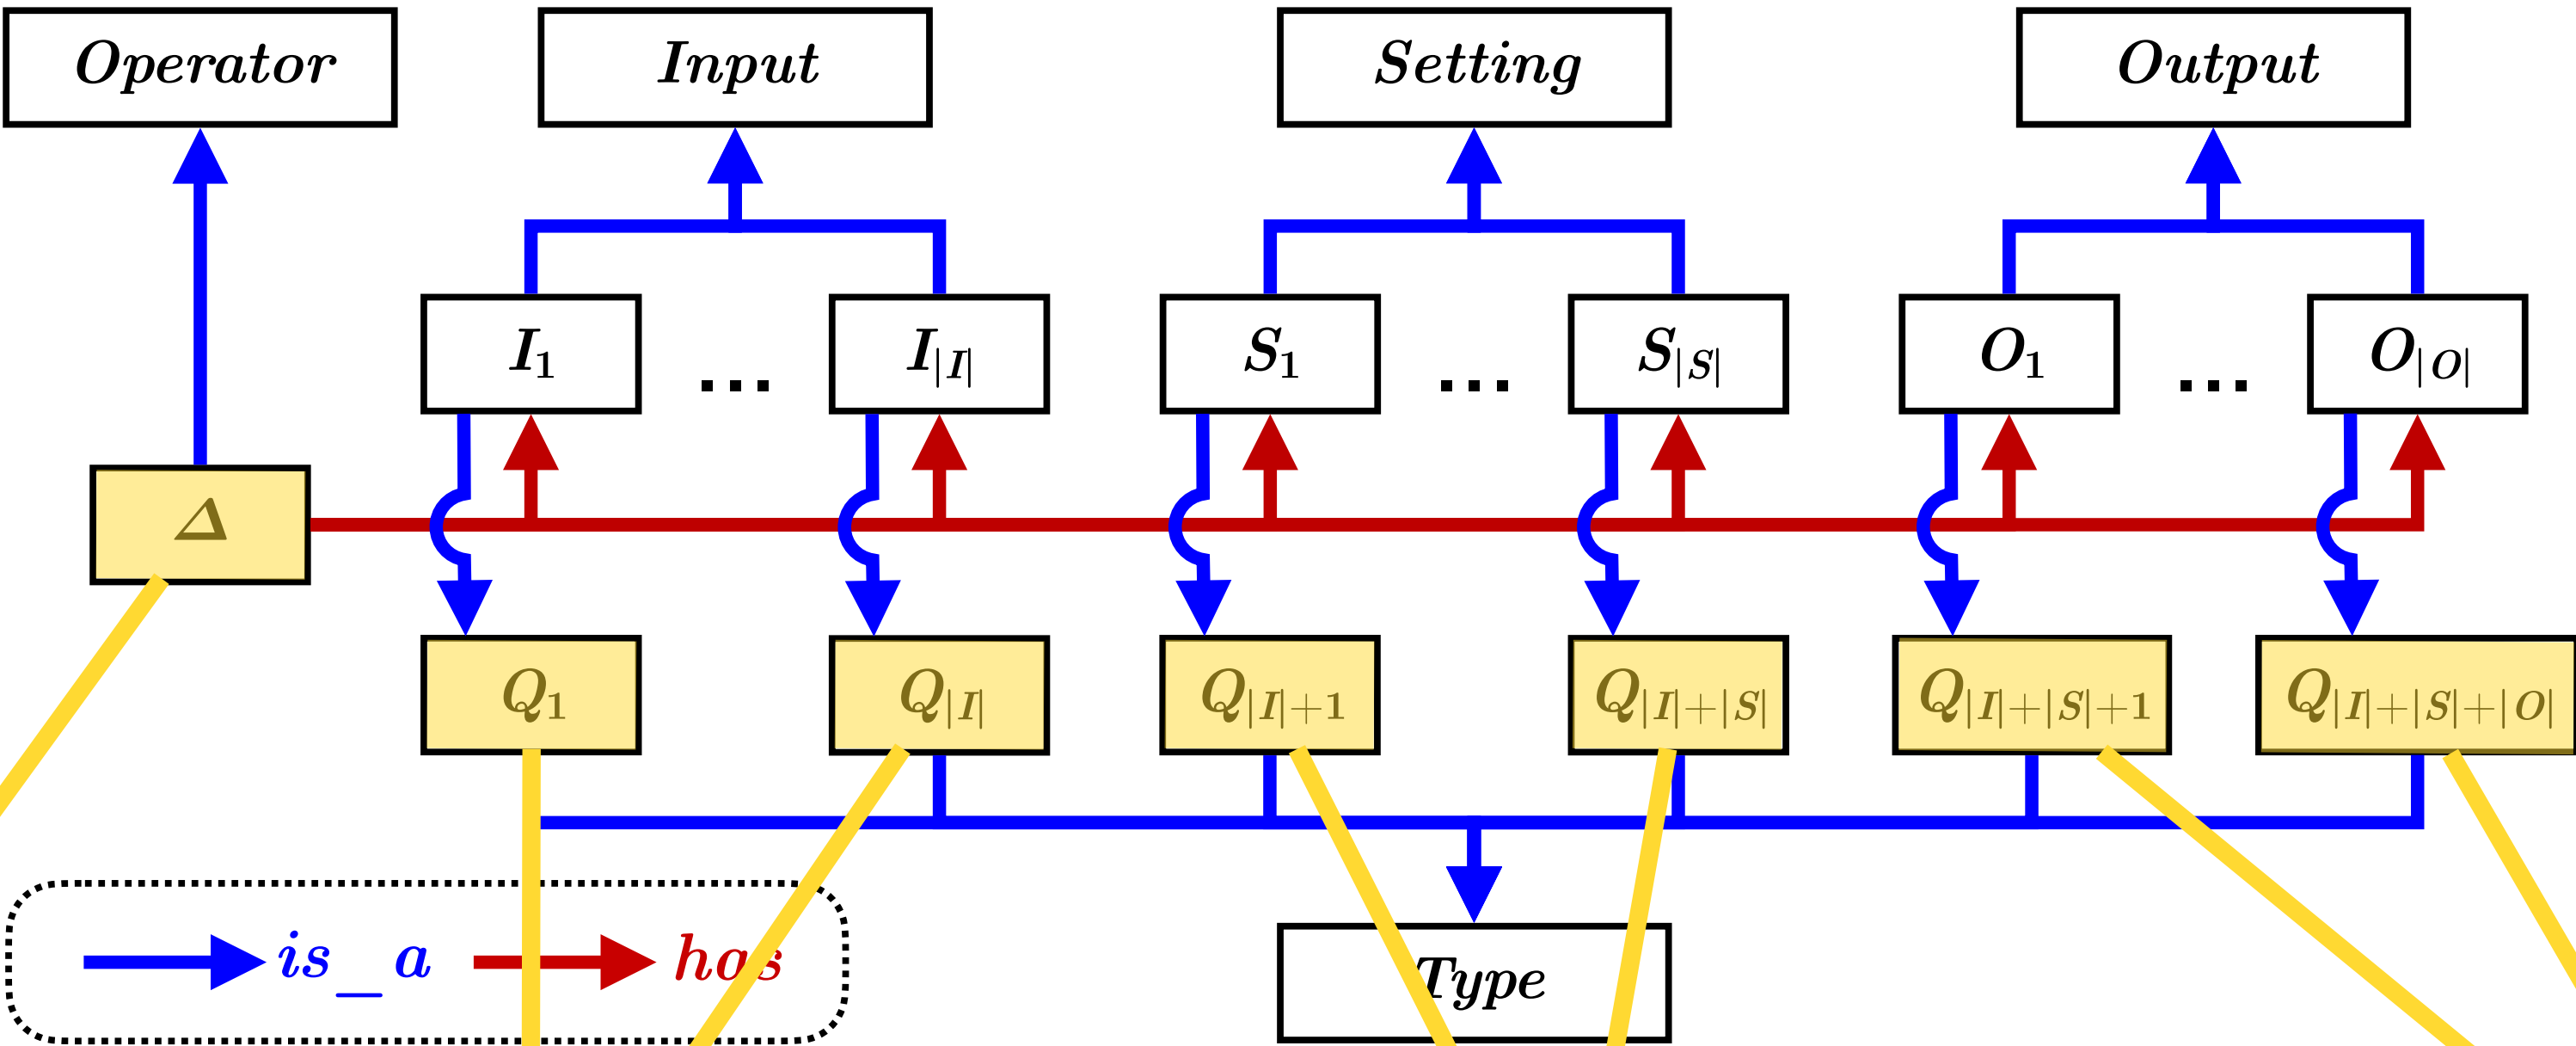 Operator Input Setting Output
I₁ ... I|I| S₁ ... S|S| O₁ ... O|O|
Δ
Q₁ Q|I| Q|I|+1 Q|I|+|S| Q|I|+|S|+1 Q|I|+|S|+|O|
is_a has
Type